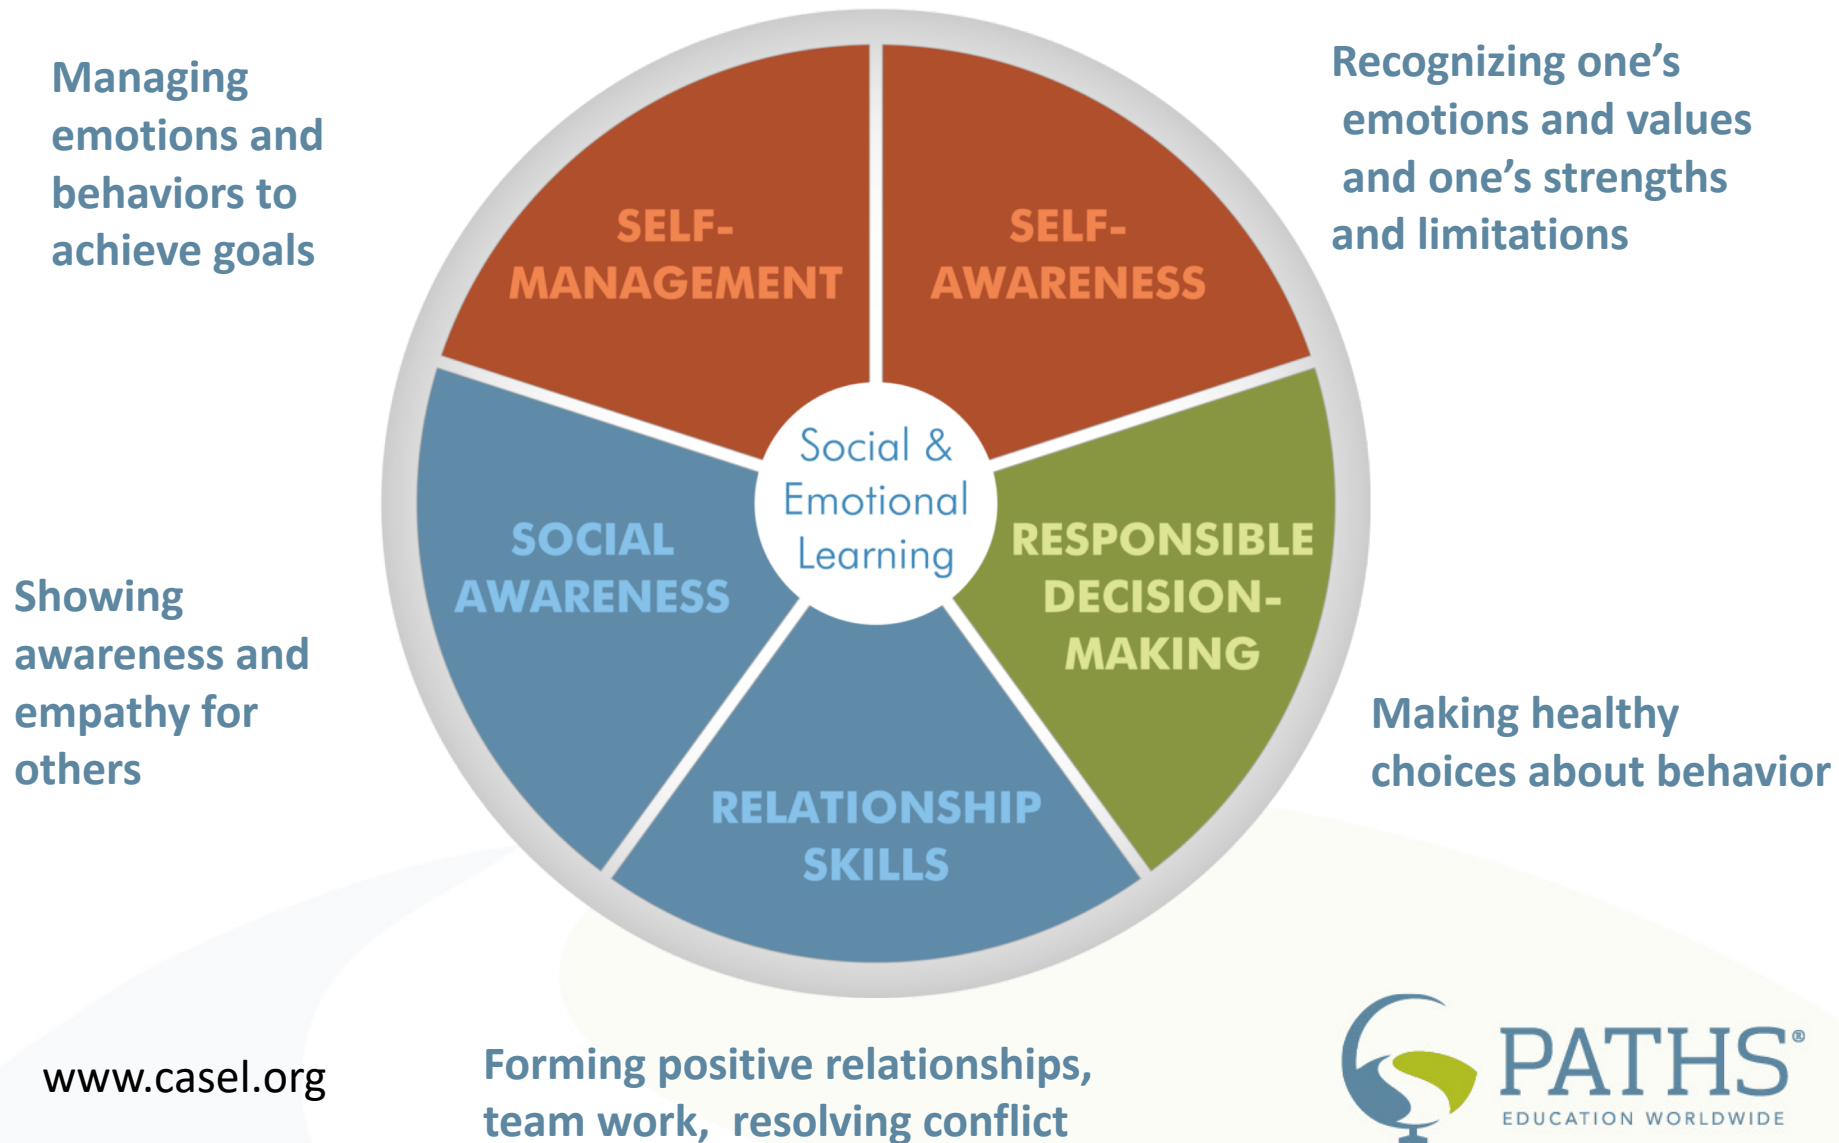 Managing
emotions and
behaviors to
achieve goals
Recognizing one’s
emotions and values
and one’s strengths
and limitations
SELF-
MANAGEMENT
SELF-
AWARENESS
Social &
Emotional
Learning
SOCIAL
AWARENESS
RESPONSIBLE
DECISION-
MAKING
RELATIONSHIP
SKILLS
Showing
awareness and
empathy for
others
Making healthy
choices about behavior
www.casel.org
Forming positive relationships,
team work, resolving conflict
PATHS®
EDUCATION WORLDWIDE